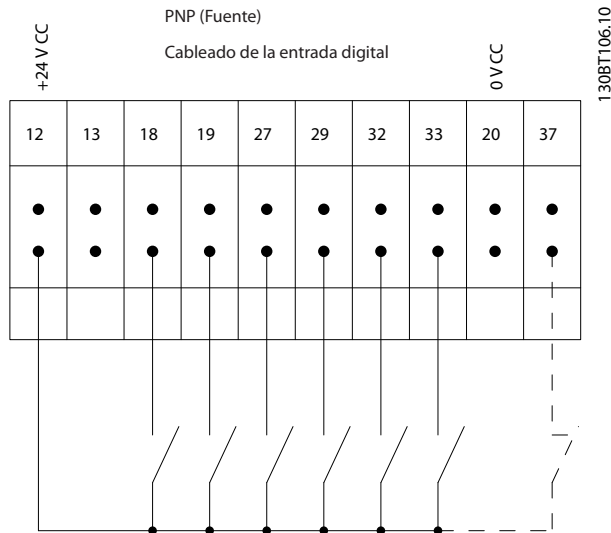 PNP (Fuente)
Cableado de la entrada digital
+24 V CC
0 V CC
130BT106.10
12 13 18 19 27 29 32 33 20 37